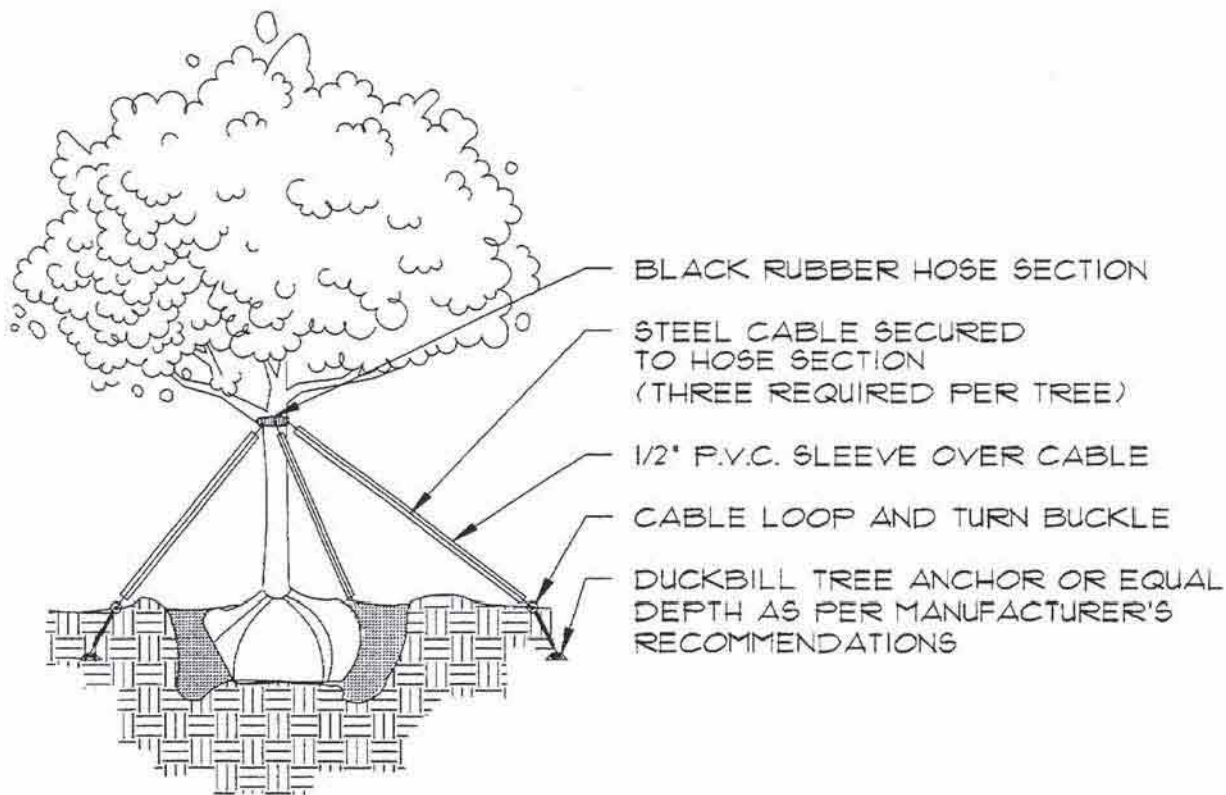 BLACK RUBBER HOSE SECTION
STEEL CABLE SECURED
TO HOSE SECTION
(THREE REQUIRED PER TREE)
1/2" P.V.C. SLEEVE OVER CABLE
CABLE LOOP AND TURN BUCKLE
DUCKBILL TREE ANCHOR OR EQUAL
DEPTH AS PER MANUFACTURER'S
RECOMMENDATIONS